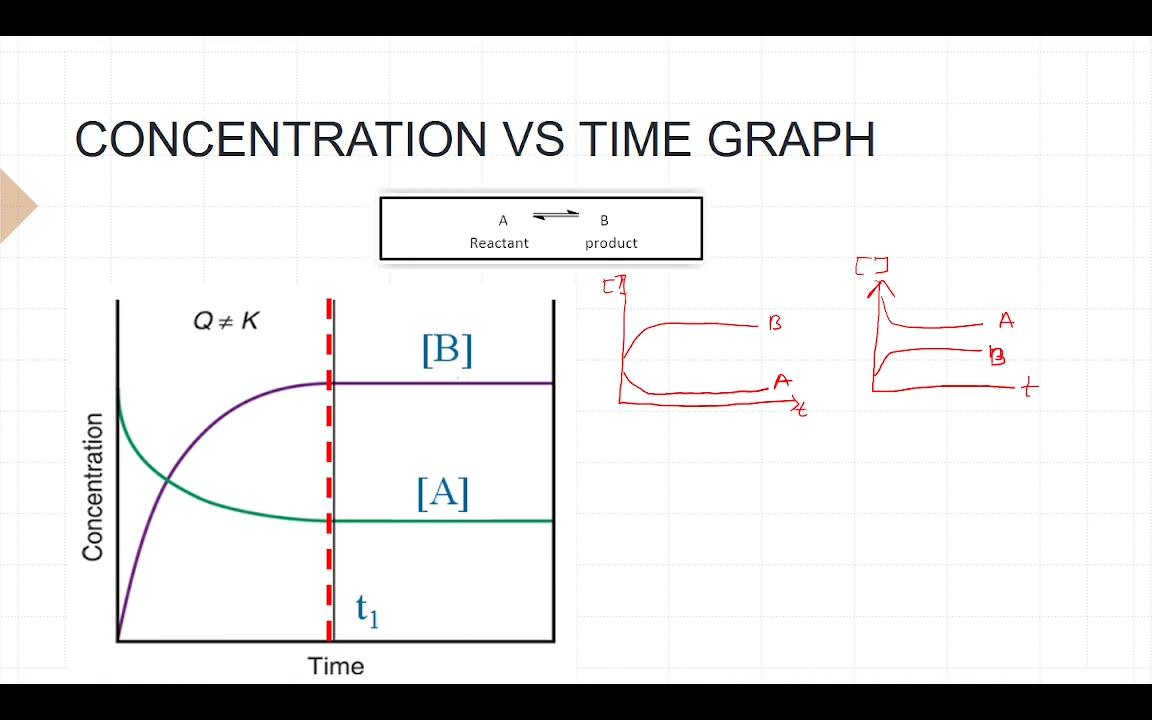 CONCENTRATION VS TIME GRAPH
A ⇌ B
Reactant product
Q ≠ K
[B]
[A]
t₁
Concentration
Time
[ ]
B
A
t
[ ]
A
B
t